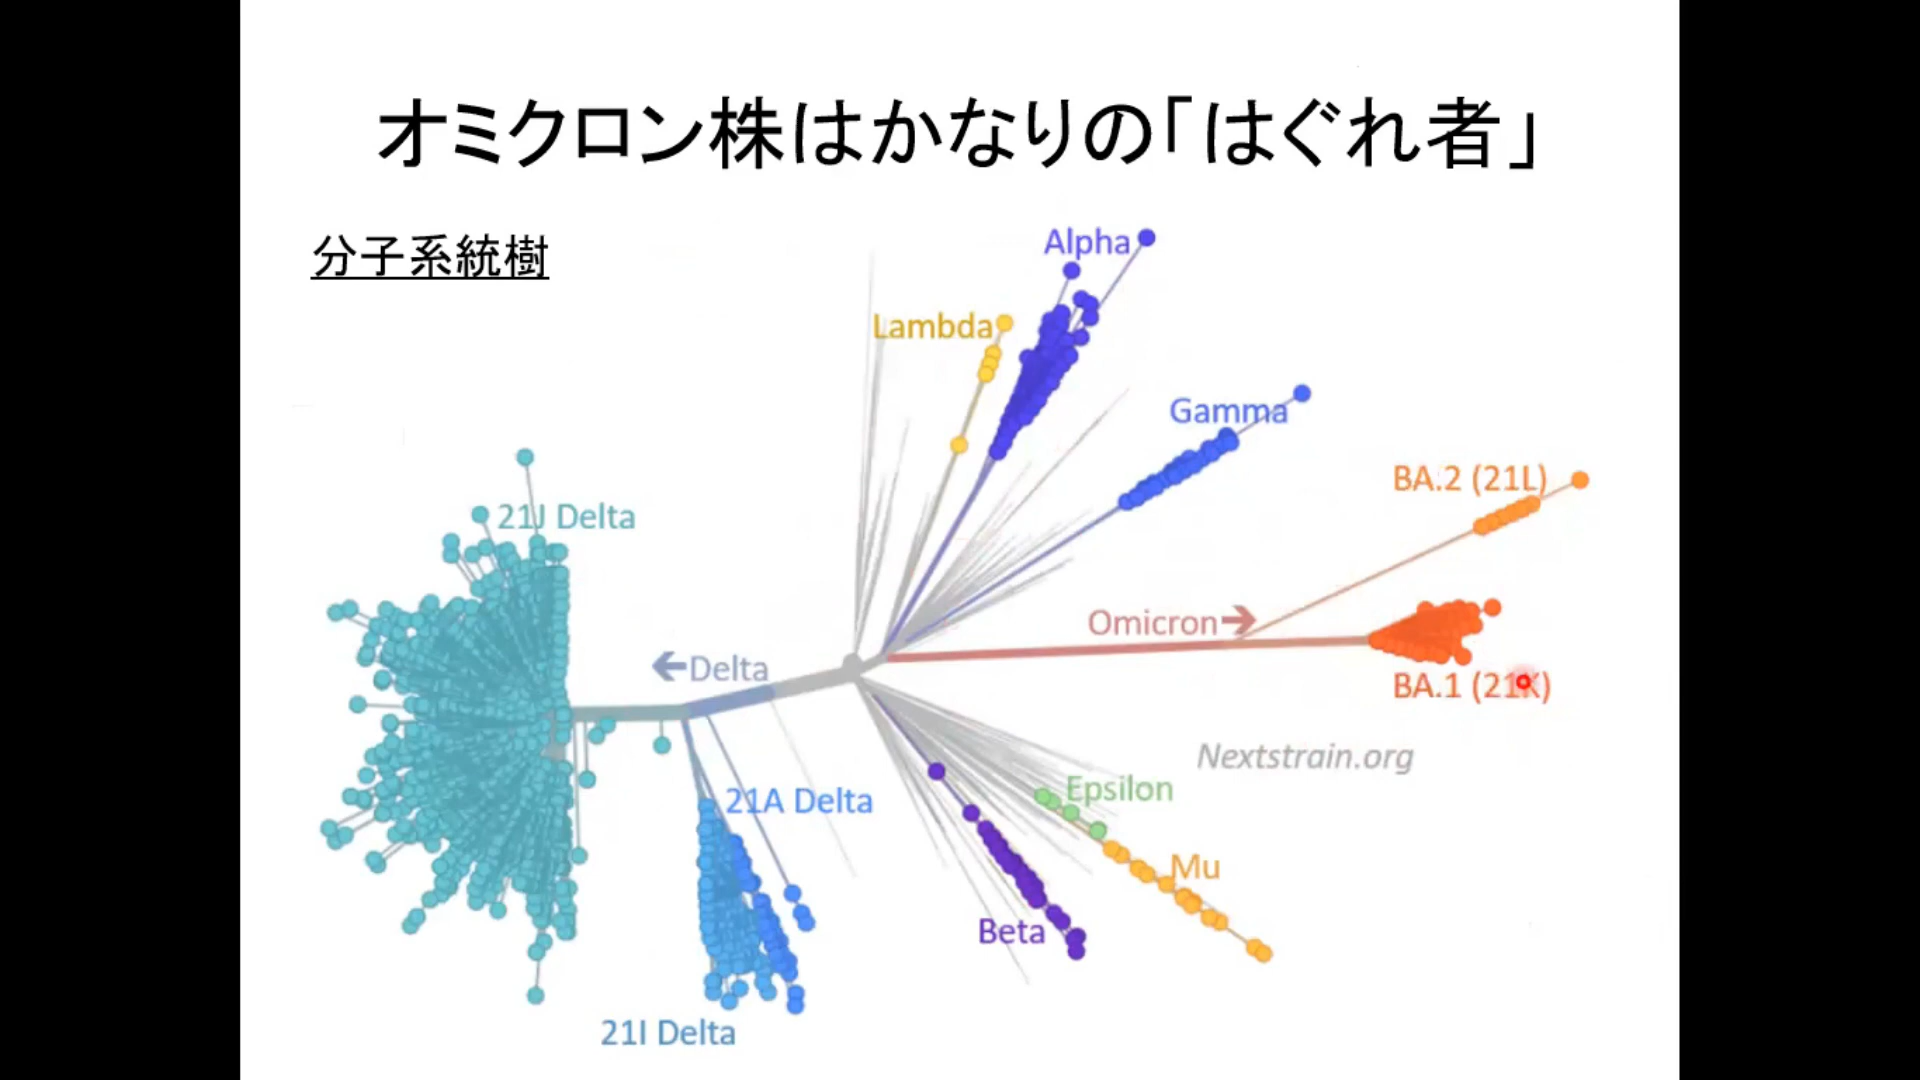 オミクロン株はかなりの「はぐれ者」
分子系統樹
Alpha
Lambda
Gamma
BA.2 (21L)
21J Delta
Omicron→
←Delta
BA.1 (21K)
Nextstrain.org
Epsilon
21A Delta
Mu
Beta
21I Delta